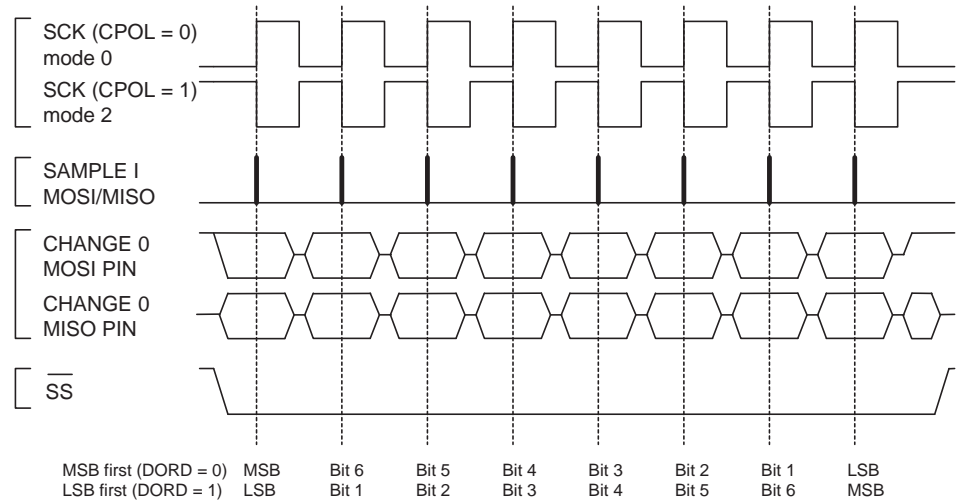 SCK (CPOL = 0)
mode 0
SCK (CPOL = 1)
mode 2
SAMPLE I
MOSI/MISO
CHANGE 0
MOSI PIN
CHANGE 0
MISO PIN
SS
MSB first (DORD = 0) MSB Bit 6 Bit 5 Bit 4 Bit 3 Bit 2 Bit 1 LSB
LSB first (DORD = 1) LSB Bit 1 Bit 2 Bit 3 Bit 4 Bit 5 Bit 6 MSB